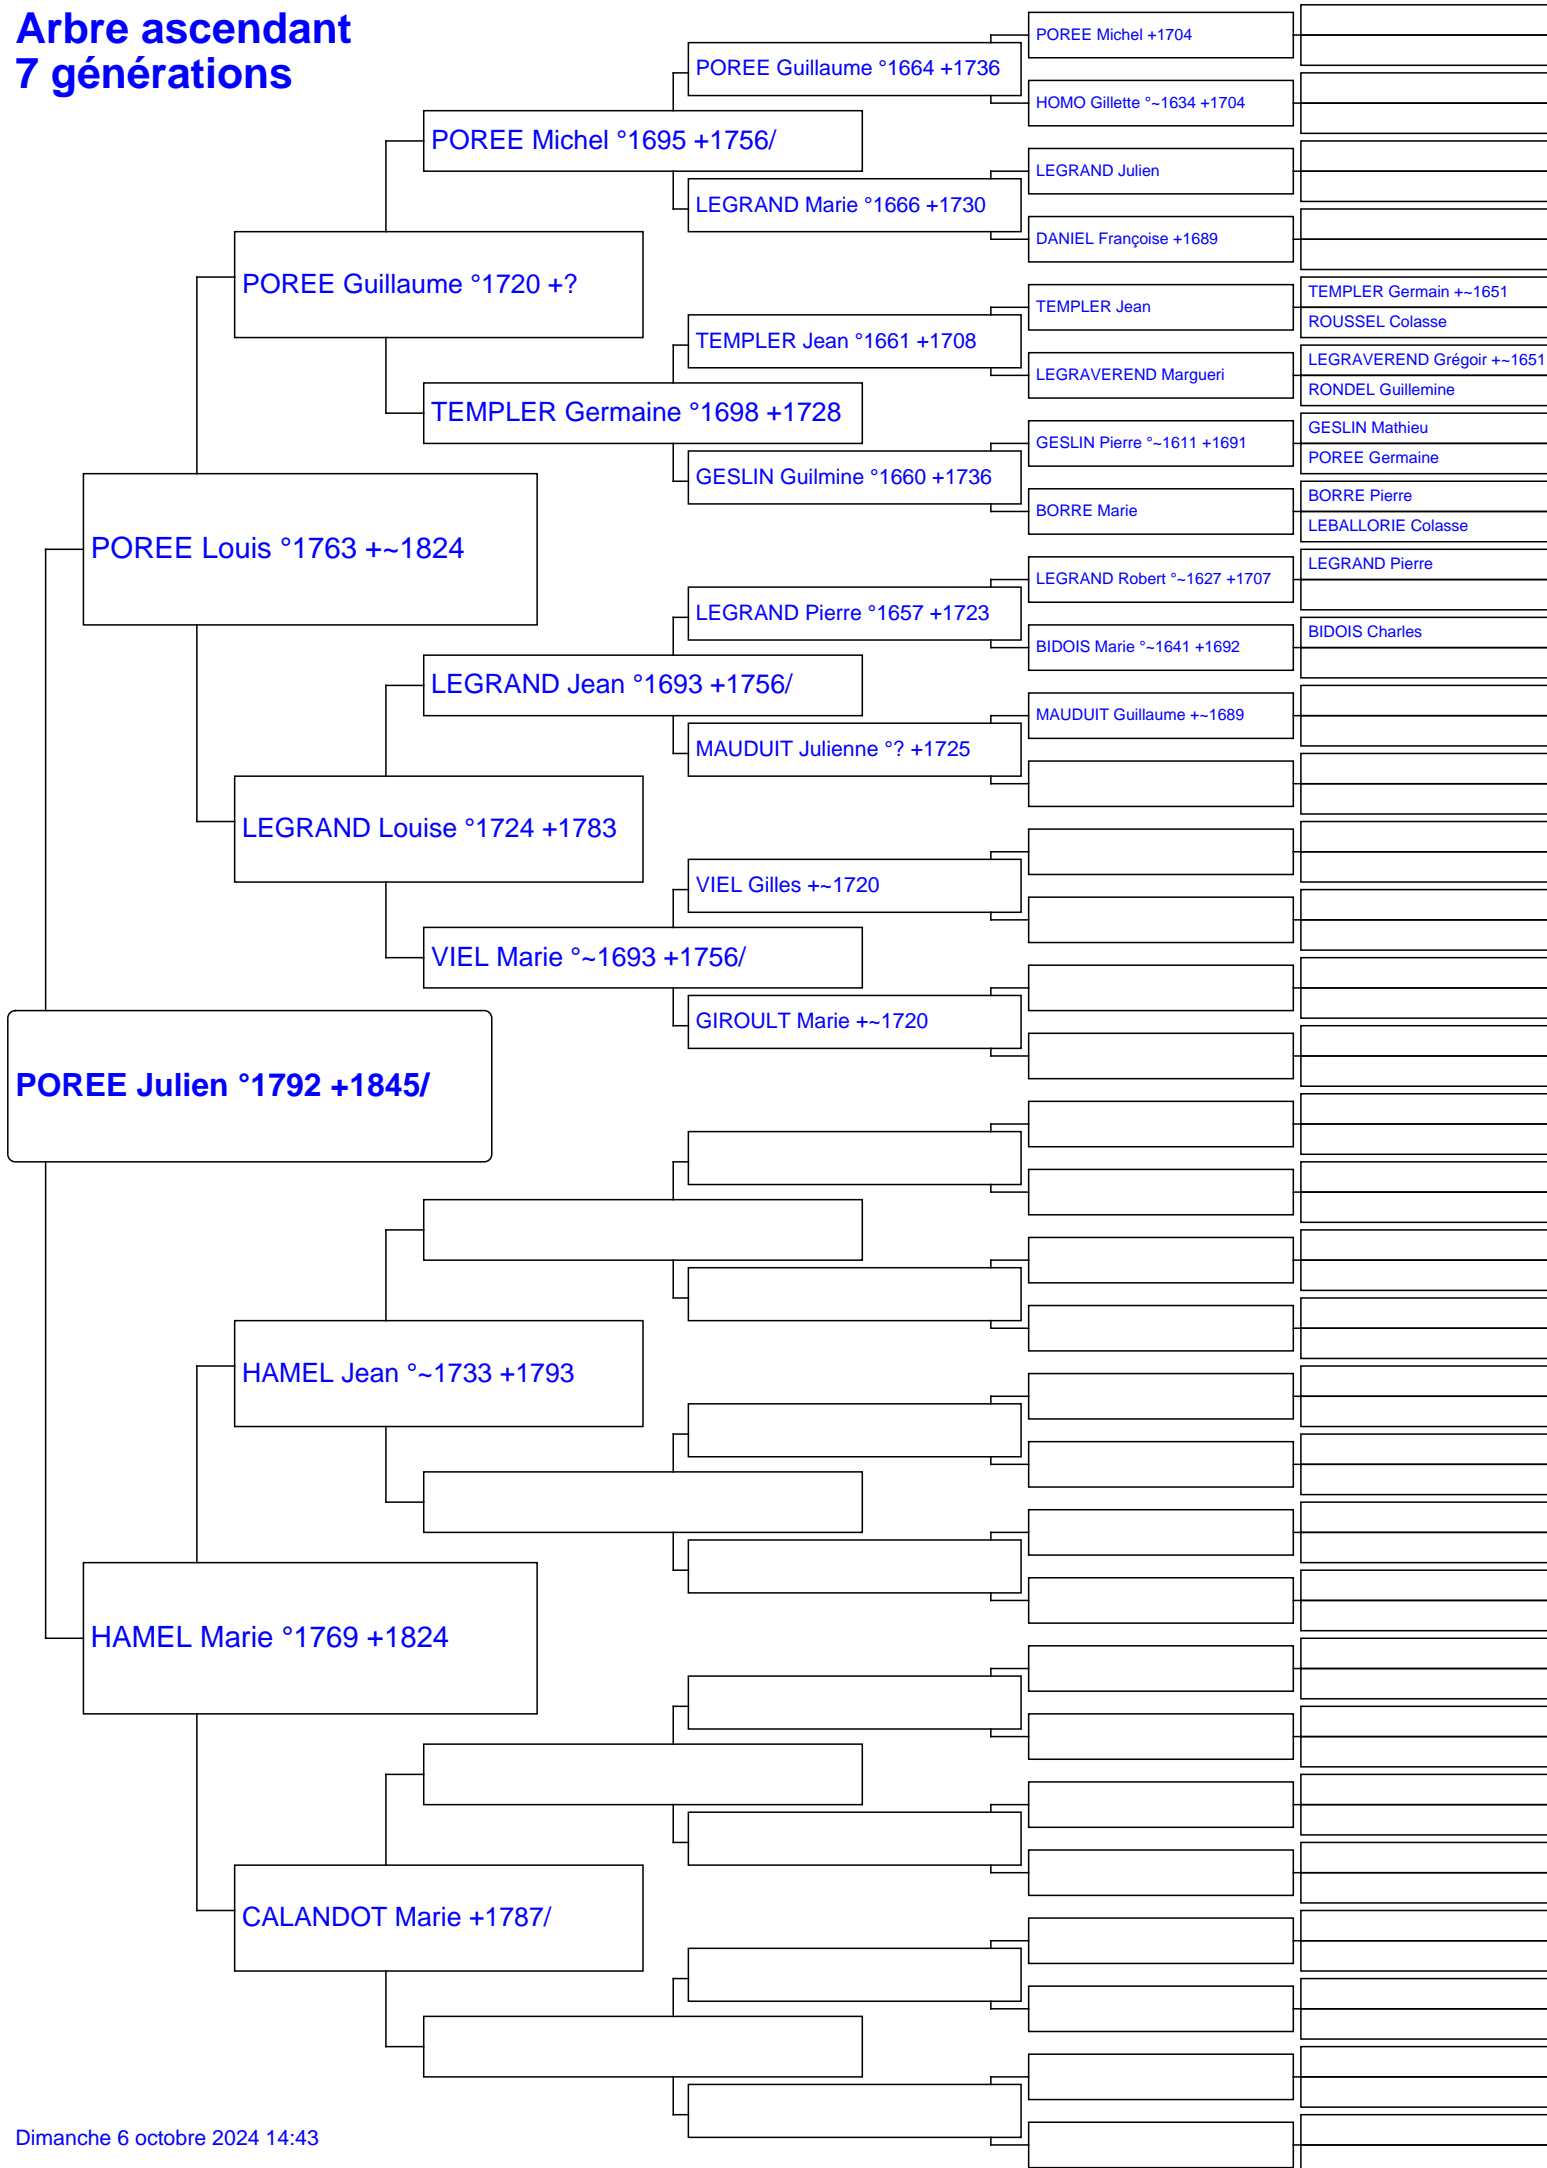 Arbre ascendant
7 générations
POREE Julien °1792 +1845/
POREE Louis °1763 +~1824
HAMEL Marie °1769 +1824
POREE Guillaume °1720 +?
LEGRAND Louise °1724 +1783
HAMEL Jean °~1733 +1793
CALANDOT Marie +1787/
POREE Michel °1695 +1756/
TEMPLER Germaine °1698 +1728
LEGRAND Jean °1693 +1756/
VIEL Marie °~1693 +1756/
POREE Guillaume °1664 +1736
LEGRAND Marie °1666 +1730
TEMPLER Jean °1661 +1708
GESLIN Guilmine °1660 +1736
LEGRAND Pierre °1657 +1723
MAUDUIT Julienne °? +1725
VIEL Gilles +~1720
GIROULT Marie +~1720
POREE Michel +1704
HOMO Gillette °~1634 +1704
LEGRAND Julien
DANIEL Françoise +1689
TEMPLER Jean
LEGRAVEREND Margueri
GESLIN Pierre °~1611 +1691
BORRE Marie
LEGRAND Robert °~1627 +1707
BIDOIS Marie °~1641 +1692
MAUDUIT Guillaume +~1689
TEMPLER Germain +~1651
ROUSSEL Colasse
LEGRAVEREND Grégoir +~1651
RONDEL Guillemine
GESLIN Mathieu
POREE Germaine
BORRE Pierre
LEBALLORIE Colasse
LEGRAND Pierre
BIDOIS Charles
Dimanche 6 octobre 2024 14:43